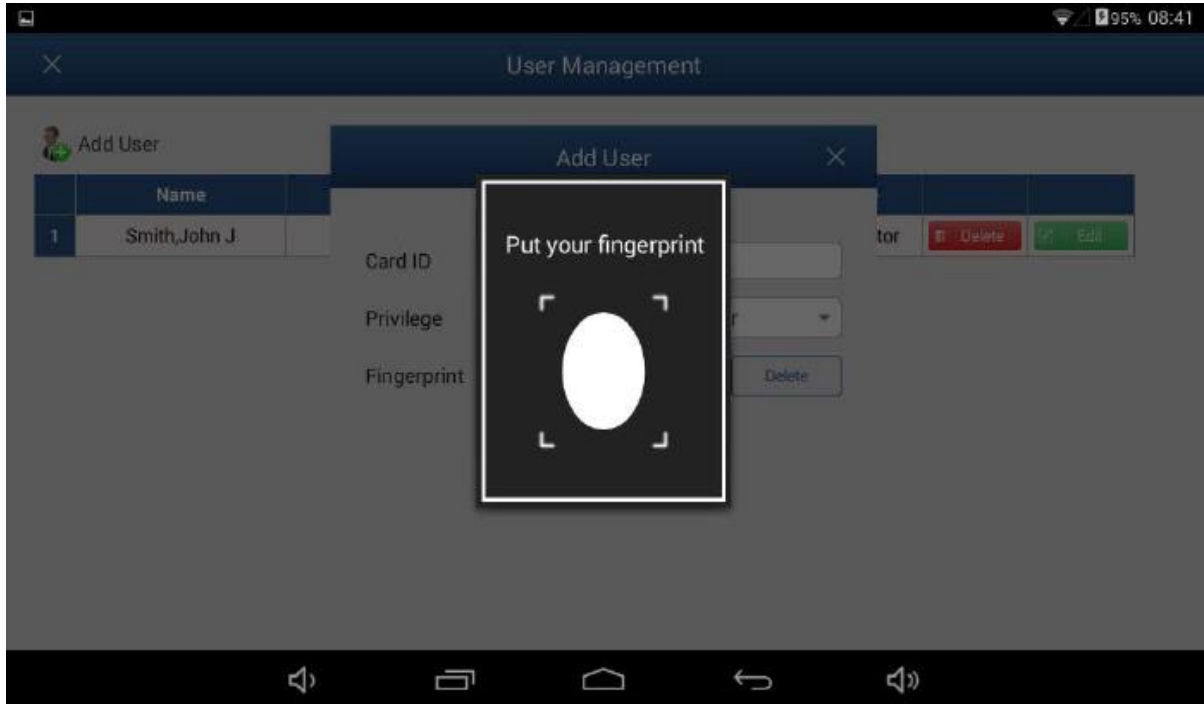 95% 08:41
User Management
Add User
Add User
Name
1 Smith,John J tor Delete Edit
Put your fingerprint
Card ID
Privilege r
Fingerprint Delete